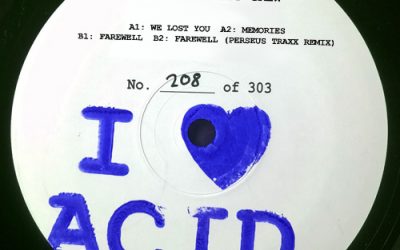 A1: WE LOST YOU A2: MEMORIES
B1: FAREWELL B2: FAREWELL (PERSEUS TRAXX REMIX)
No. 208 of 303
I
ACID